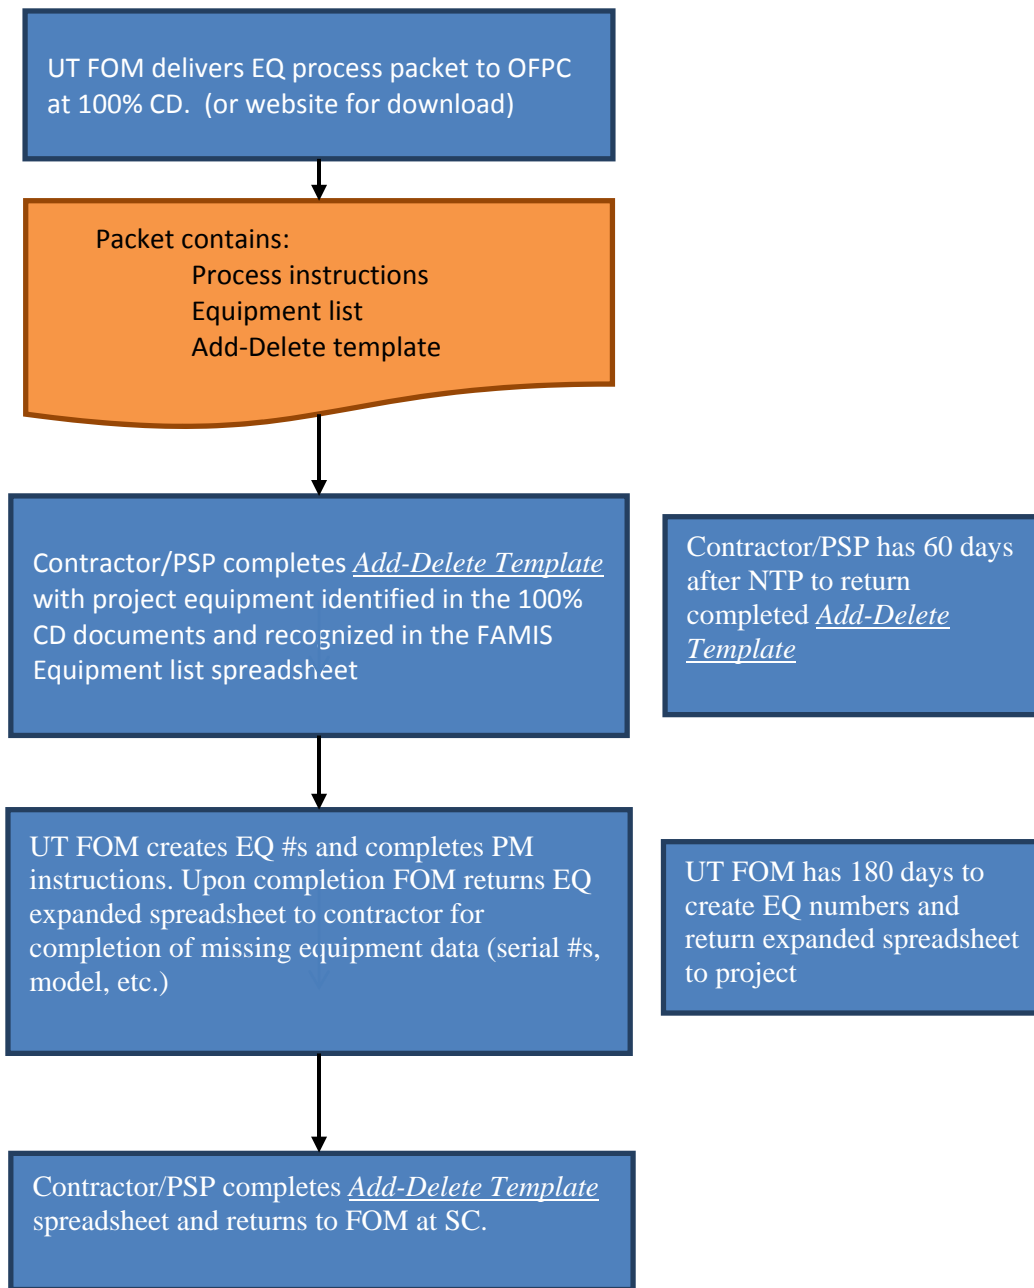 UT FOM delivers EQ process packet to OFPC
at 100% CD.  (or website for download)
Packet contains:
Process instructions
Equipment list
Add-Delete template
Contractor/PSP completes Add-Delete Template
with project equipment identified in the 100%
CD documents and recognized in the FAMIS
Equipment list spreadsheet
Contractor/PSP has 60 days
after NTP to return
completed Add-Delete
Template
UT FOM creates EQ #s and completes PM
instructions. Upon completion FOM returns EQ
expanded spreadsheet to contractor for
completion of missing equipment data (serial #s,
model, etc.)
UT FOM has 180 days to
create EQ numbers and
return expanded spreadsheet
to project
Contractor/PSP completes Add-Delete Template
spreadsheet and returns to FOM at SC.